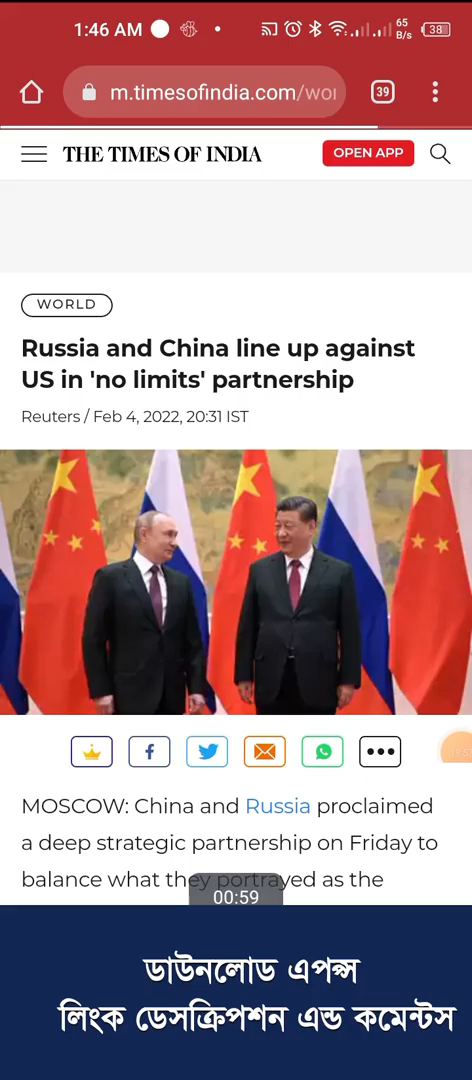 1:46 AM
65
B/s
38
m.timesofindia.com/wor
39
THE TIMES OF INDIA
OPEN APP
WORLD
Russia and China line up against
US in 'no limits' partnership
Reuters / Feb 4, 2022, 20:31 IST
f
MOSCOW: China and Russia proclaimed
a deep strategic partnership on Friday to
balance what they portrayed as the
00:59
ডাউনলোড এপপ্স
লিংক ডেসক্রিপশন এন্ড কমেন্টস